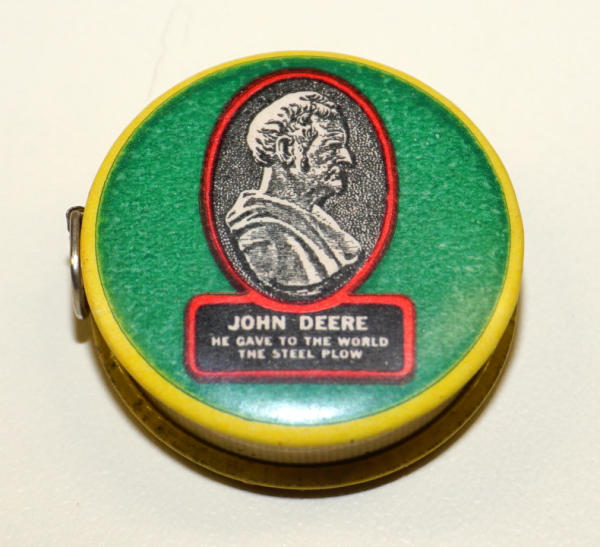 JOHN DEERE
HE GAVE TO THE WORLD
THE STEEL PLOW